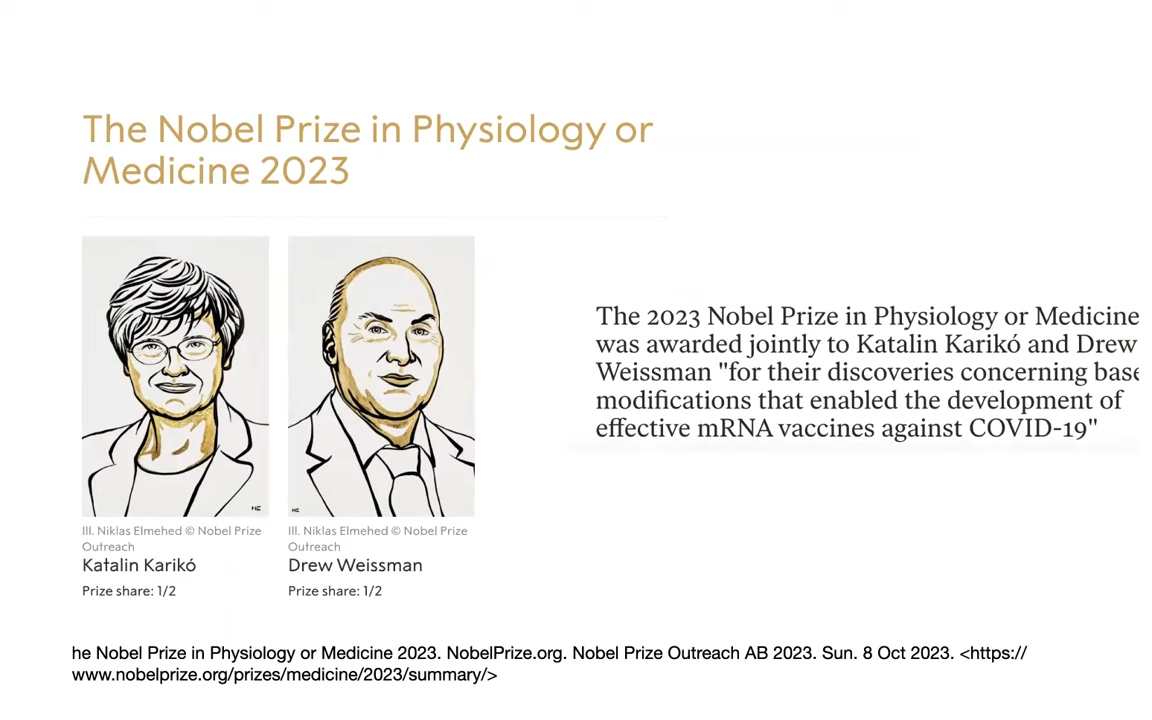 The Nobel Prize in Physiology or
Medicine 2023
Ill. Niklas Elmehed © Nobel Prize
Outreach
Katalin Karikó
Prize share: 1/2
Ill. Niklas Elmehed © Nobel Prize
Outreach
Drew Weissman
Prize share: 1/2
The 2023 Nobel Prize in Physiology or Medicine
was awarded jointly to Katalin Karikó and Drew
Weissman "for their discoveries concerning base
modifications that enabled the development of
effective mRNA vaccines against COVID-19"
he Nobel Prize in Physiology or Medicine 2023. NobelPrize.org. Nobel Prize Outreach AB 2023. Sun. 8 Oct 2023. <https://
www.nobelprize.org/prizes/medicine/2023/summary/>